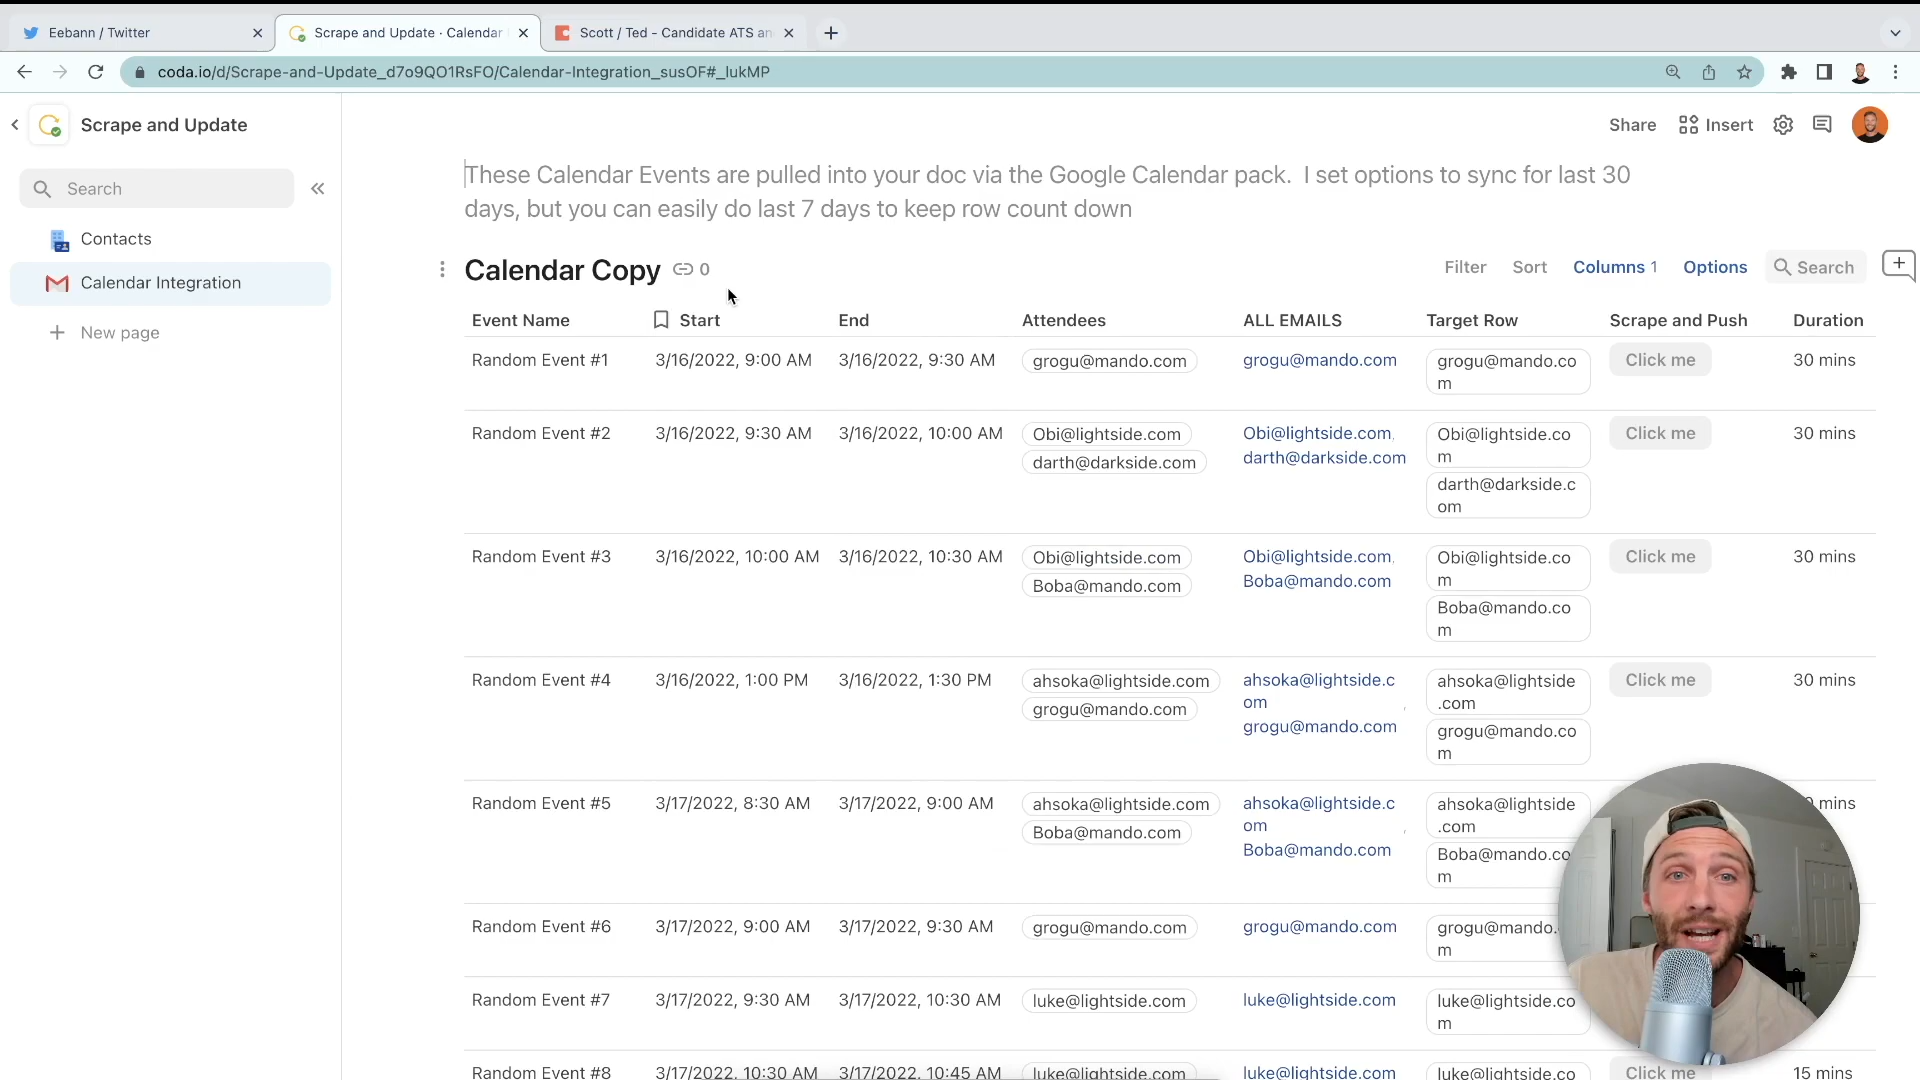 Eebann / Twitter
Scrape and Update · Calendar
Scott / Ted - Candidate ATS an
coda.io/d/Scrape-and-Update_d7o9QO1RsFO/Calendar-Integration_susOF#_lukMP
Scrape and Update
Share
Insert
Search
Contacts
Calendar Integration
New page
These Calendar Events are pulled into your doc via the Google Calendar pack. I set options to sync for last 30
days, but you can easily do last 7 days to keep row count down
Calendar Copy 0
Filter Sort Columns 1 Options Search
Event Name Start End Attendees ALL EMAILS Target Row Scrape and Push Duration
Random Event #1 3/16/2022, 9:00 AM 3/16/2022, 9:30 AM grogu@mando.com grogu@mando.com grogu@mando.co Click me 30 mins
m
Random Event #2 3/16/2022, 9:30 AM 3/16/2022, 10:00 AM Obi@lightside.com Obi@lightside.com, Obi@lightside.co Click me 30 mins
darth@darkside.com darth@darkside.com m
darth@darkside.c
om
Random Event #3 3/16/2022, 10:00 AM 3/16/2022, 10:30 AM Obi@lightside.com Obi@lightside.com, Obi@lightside.co Click me 30 mins
Boba@mando.com Boba@mando.com m
Boba@mando.co
m
Random Event #4 3/16/2022, 1:00 PM 3/16/2022, 1:30 PM ahsoka@lightside.com ahsoka@lightside.c ahsoka@lightside Click me 30 mins
grogu@mando.com om , .com
grogu@mando.com grogu@mando.co
m
Random Event #5 3/17/2022, 8:30 AM 3/17/2022, 9:00 AM ahsoka@lightside.com ahsoka@lightside.c ahsoka@lightside mins
Boba@mando.com om , .com
Boba@mando.com Boba@mando.co
m
Random Event #6 3/17/2022, 9:00 AM 3/17/2022, 9:30 AM grogu@mando.com grogu@mando.com grogu@mando.
m
Random Event #7 3/17/2022, 9:30 AM 3/17/2022, 10:30 AM luke@lightside.com luke@lightside.com luke@lightside.co
m
Random Event #8 3/17/2022, 10:30 AM 3/17/2022, 10:45 AM luke@lightside.com luke@lightside.com luke@lightside.co Click me 15 mins